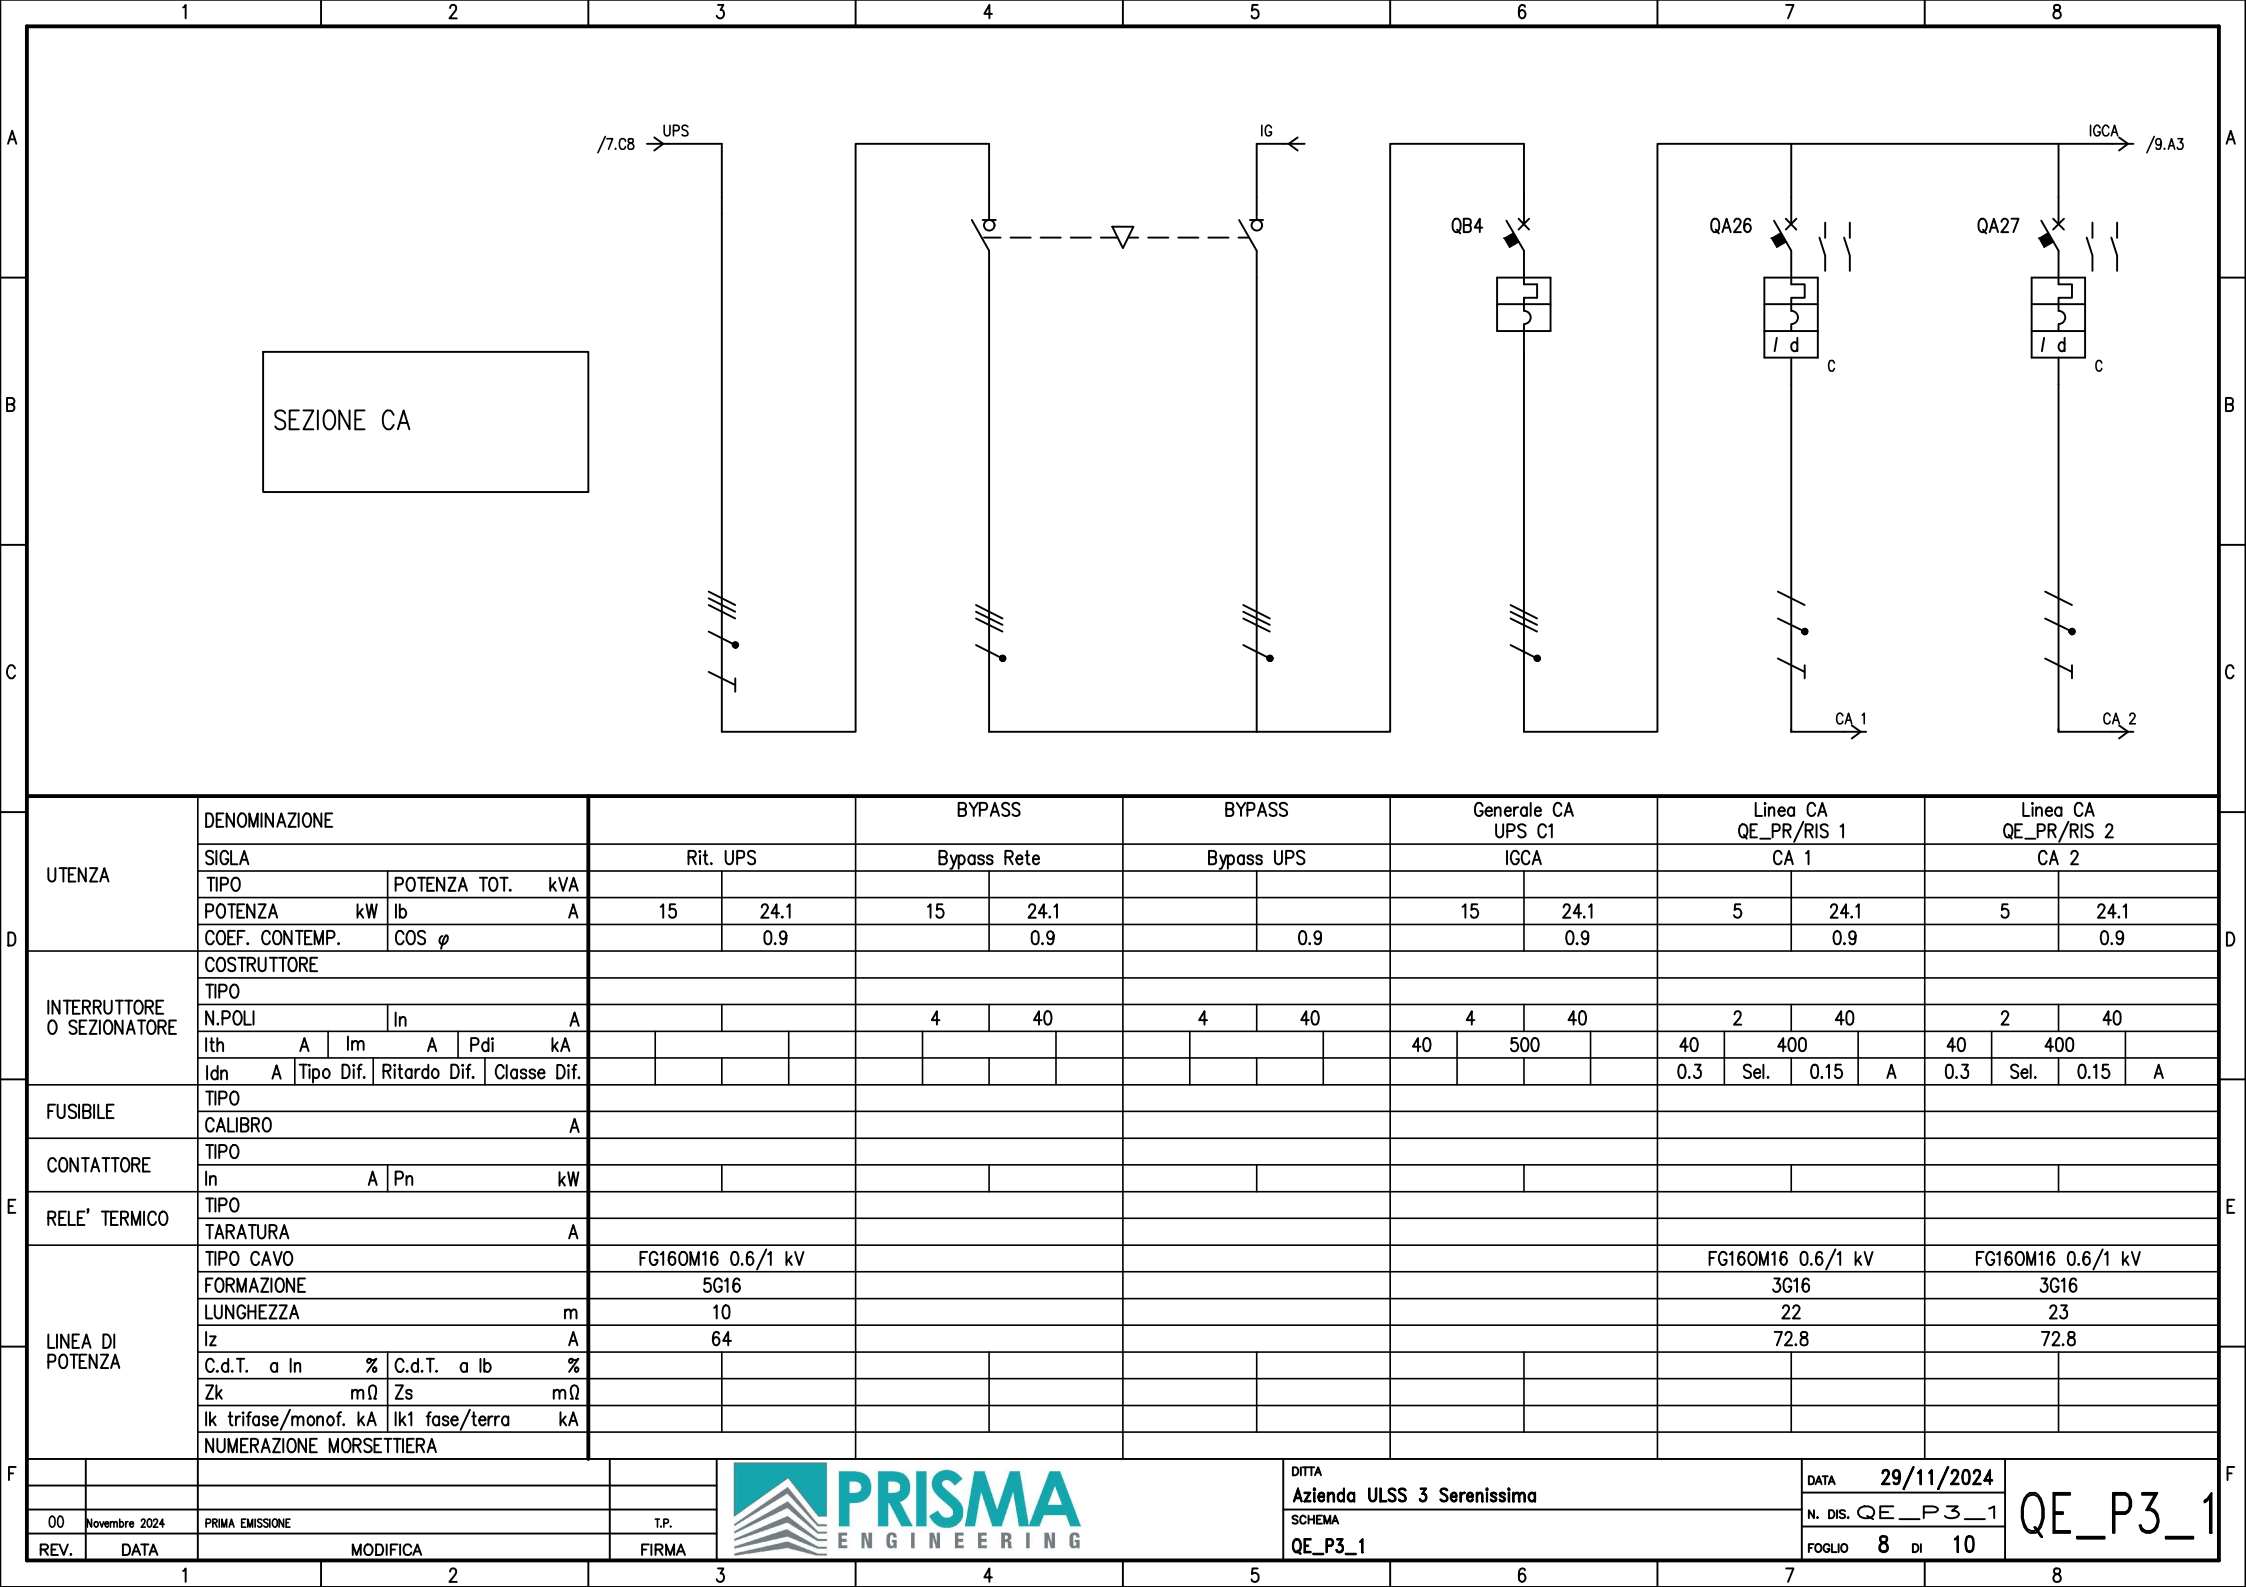 1 2 3 4 5 6 7 8
A A
/7.C8 UPS IG IGCA /9.A3
QB4 QA26 QA27
I d I d
C C
B B
SEZIONE CA
C C
CA 1 CA 2
DENOMINAZIONE BYPASS BYPASS Generale CA Linea CA Linea CA
UPS C1 QE_PR/RIS 1 QE_PR/RIS 2
UTENZA
SIGLA Rit. UPS Bypass Rete Bypass UPS IGCA CA 1 CA 2
TIPO POTENZA TOT. kVA
POTENZA kW Ib A 15 24.1 15 24.1 15 24.1 5 24.1 5 24.1
D D
COEF. CONTEMP. COS φ 0.9 0.9 0.9 0.9 0.9 0.9
COSTRUTTORE
TIPO
INTERRUTTORE
O SEZIONATORE
N.POLI In A 4 40 4 40 4 40 2 40 2 40
Ith A Im A Pdi kA 40 500 40 400 40 400
Idn A Tipo Dif. Ritardo Dif. Classe Dif. 0.3 Sel. 0.15 A 0.3 Sel. 0.15 A
FUSIBILE
TIPO
CALIBRO A
CONTATTORE
TIPO
In A Pn kW
E E
RELE' TERMICO
TIPO
TARATURA A
TIPO CAVO FG16OM16 0.6/1 kV FG16OM16 0.6/1 kV FG16OM16 0.6/1 kV
FORMAZIONE 5G16 3G16 3G16
LUNGHEZZA m 10 22 23
LINEA DI
POTENZA
Iz A 64 72.8 72.8
C.d.T. a In % C.d.T. a Ib %
Zk mΩ Zs mΩ
Ik trifase/monof. kA Ik1 fase/terra kA
NUMERAZIONE MORSETTIERA
F F
00 Novembre 2024 PRIMA EMISSIONE T.P.
REV. DATA MODIFICA FIRMA
PRISMA
ENGINEERING
DITTA
Azienda ULSS 3 Serenissima
SCHEMA
QE_P3_1
DATA 29/11/2024
N. DIS. QE_P3_1
FOGLIO 8 DI 10
QE_P3_1
1 2 3 4 5 6 7 8